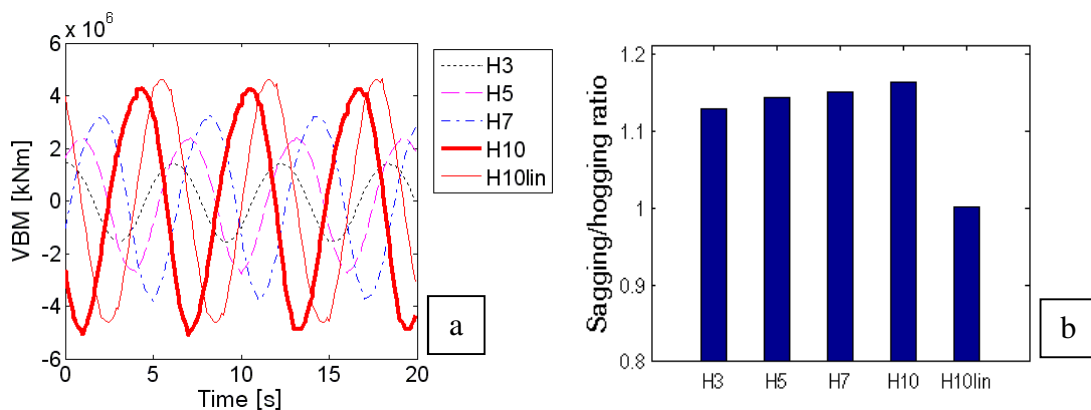 x 10^6
6
4
2
0
-2
-4
-6
VBM [kNm]
0 5 10 15 20
Time [s]
H3
H5
H7
H10
H10lin
a
1.2
1.1
1
0.9
0.8
Sagging/hogging ratio
H3 H5 H7 H10 H10lin
b